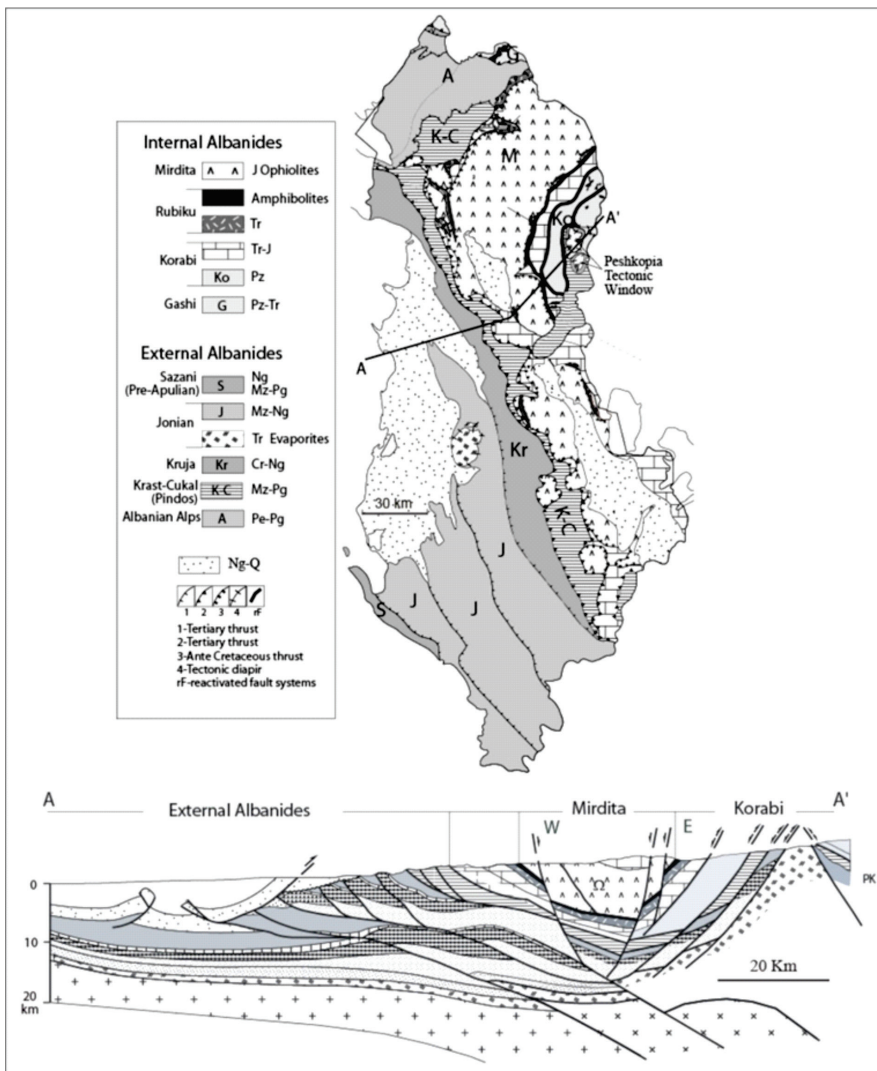 Internal Albanides
Mirdita J Ophiolites
Amphibolites
Rubiku
Tr
Korabi Tr-J
Ko Pz
Gashi G Pz-Tr
External Albanides
Sazani (Pre-Apulian) S Ng Mz-Pg
Jonian J Mz-Ng
Tr Evaporites
Kruja Kr Cr-Ng
Krast-Cukal (Pindos) K-C Mz-Pg
Albanian Alps A Pe-Pg
Ng-Q
1 2 3 4 rF
1-Tertiary thrust
2-Tertiary thrust
3-Ante Cretaceous thrust
4-Tectonic diapir
rF-reactivated fault systems
G
A
K-C
M
Ko
A'
Peshkopia
Tectonic
Window
A
Kr
30 km
K-C
J
J
J
S
A External Albanides Mirdita Korabi A'
W E
0
Ω
PK
10
20 Km
20
km